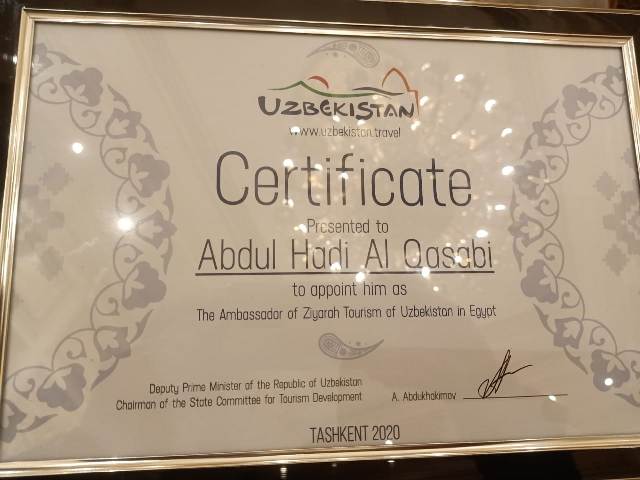 UZBEKISTAN
www.uzbekistan.travel
Certificate
Presented to
Abdul Hadi Al Qasabi
to appoint him as
The Ambassador of Ziyarah Tourism of Uzbekistan in Egypt
Deputy Prime Minister of the Republic of Uzbekistan
Chairman of the State Committee for Tourism Development
A. Abdukhakimov
TASHKENT 2020